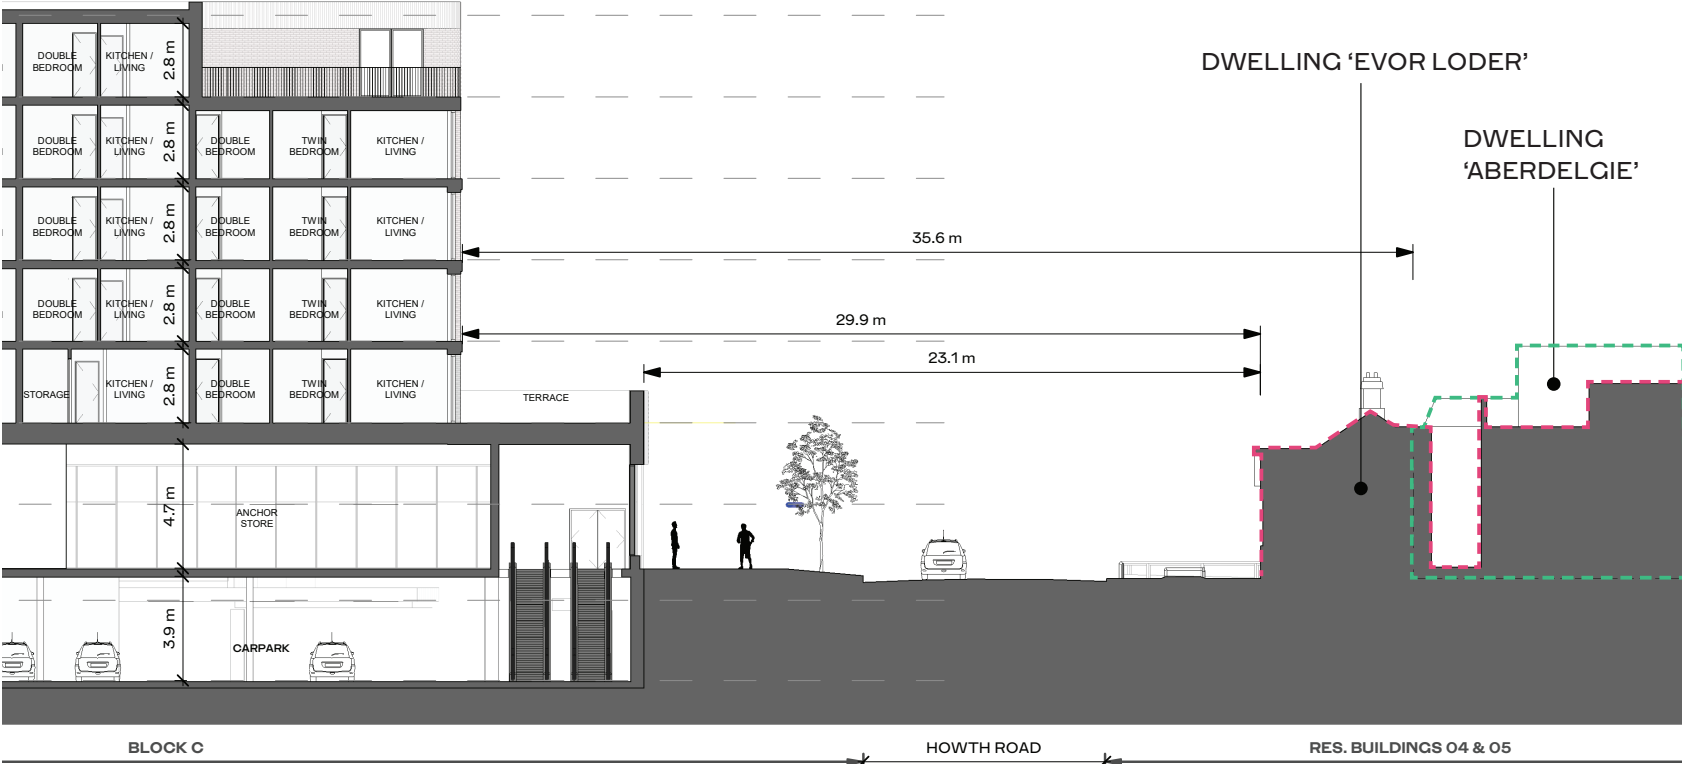 DWELLING ‘EVOR LODER’
DWELLING
‘ABERDELGIE’
DOUBLE
BEDROOM
KITCHEN /
LIVING
2.8 m
DOUBLE
BEDROOM
KITCHEN /
LIVING
2.8 m
DOUBLE
BEDROOM
TWIN
BEDROOM
KITCHEN /
LIVING
DOUBLE
BEDROOM
KITCHEN /
LIVING
2.8 m
DOUBLE
BEDROOM
TWIN
BEDROOM
KITCHEN /
LIVING
35.6 m
DOUBLE
BEDROOM
KITCHEN /
LIVING
2.8 m
DOUBLE
BEDROOM
TWIN
BEDROOM
KITCHEN /
LIVING
29.9 m
23.1 m
STORAGE
KITCHEN /
LIVING
2.8 m
DOUBLE
BEDROOM
TWIN
BEDROOM
KITCHEN /
LIVING
TERRACE
4.7 m
ANCHOR
STORE
3.9 m
CARPARK
BLOCK C
HOWTH ROAD
RES. BUILDINGS 04 & 05